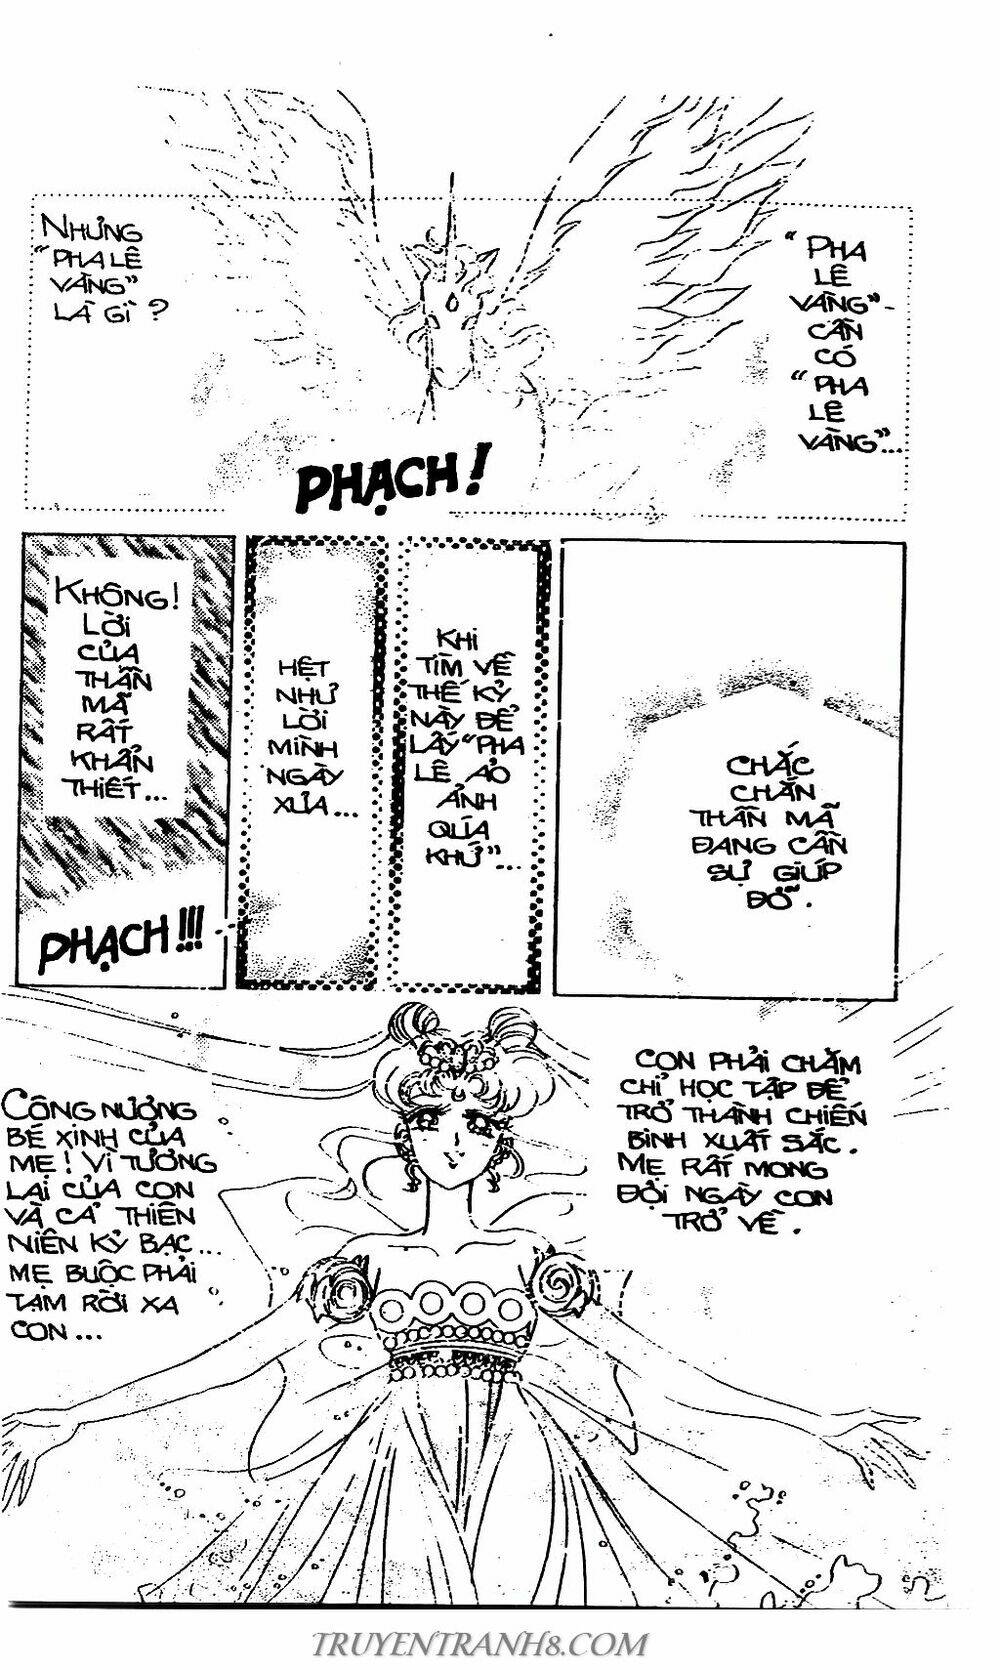 NHƯNG
"PHA LÊ
VÀNG"
LÀ GÌ?
"PHA
LÊ
VÀNG"-
CẦN
CÓ
"PHA
LÊ
VÀNG"...
PHẠCH!
KHÔNG!
LỜI
CỦA
THẦN
MÃ
RẤT
KHẨN
THIẾT...
PHẠCH!!!
HỆT
NHƯ
LỜI
MÌNH
NGÀY
XƯA...
KHI
TÌM VỀ
THẾ KỶ
NÀY ĐỂ
LẤY "PHA
LÊ ẢO
ẢNH
QÚA
KHỨ"...
CHẮC
CHẮN
THẦN MÃ
ĐANG CẦN
SỰ GIÚP
ĐỠ.
CÔNG NƯƠNG
BÉ XINH CỦA
MẸ! VÌ TƯƠNG
LAI CỦA CON
VÀ CẢ THIÊN
NIÊN KỶ BẠC...
MẸ BUỘC PHẢI
TẠM RỜI XA
CON...
CON PHẢI CHĂM
CHỈ HỌC TẬP ĐỂ
TRỞ THÀNH CHIẾN
BINH XUẤT SẮC.
MẸ RẤT MONG
ĐỢI NGÀY CON
TRỞ VỀ.
TRUYENTRANH8.COM